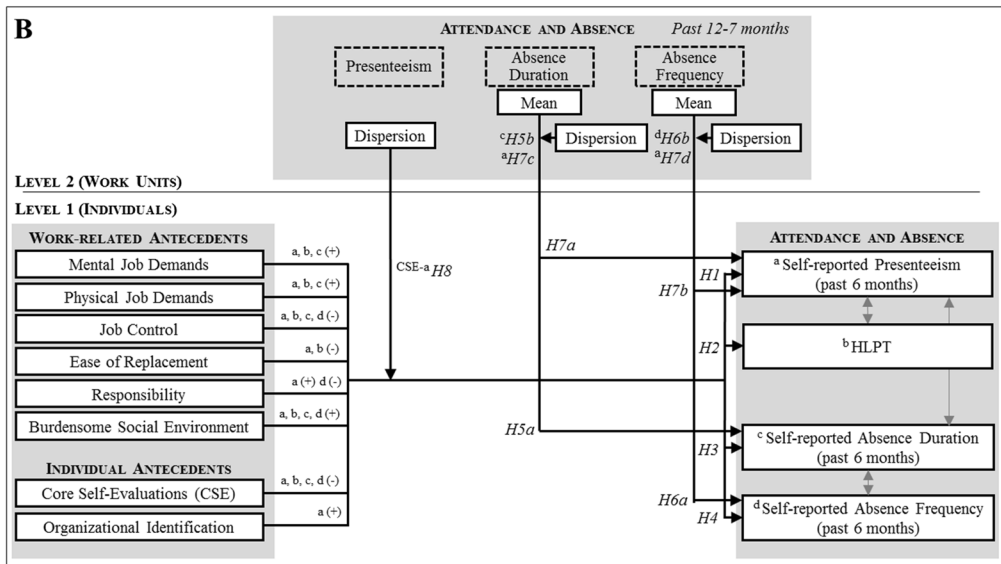 B
ATTENDANCE AND ABSENCE
Past 12-7 months
Presenteeism
Absence
Duration
Absence
Frequency
Mean
Mean
Dispersion
Dispersion
Dispersion
cH5b
aH7c
dH6b
aH7d
LEVEL 2 (WORK UNITS)
LEVEL 1 (INDIVIDUALS)
WORK-RELATED ANTECEDENTS
Mental Job Demands
a, b, c (+)
Physical Job Demands
a, b, c (+)
Job Control
a, b, c, d (-)
Ease of Replacement
a, b (-)
Responsibility
a (+) d (-)
Burdensome Social Environment
a, b, c, d (+)
INDIVIDUAL ANTECEDENTS
Core Self-Evaluations (CSE)
a, b, c, d (-)
Organizational Identification
a (+)
CSE-aH8
H7a
H1
H7b
H2
H5a
H3
H6a
H4
ATTENDANCE AND ABSENCE
a Self-reported Presenteeism
(past 6 months)
b HLPT
c Self-reported Absence Duration
(past 6 months)
d Self-reported Absence Frequency
(past 6 months)